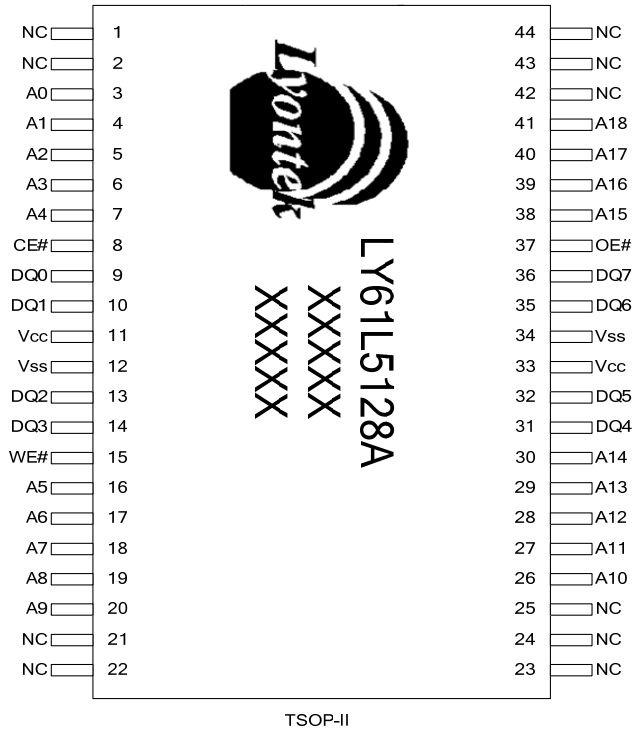 NC 1 44 NC
NC 2 43 NC
A0 3 42 NC
A1 4 41 A18
A2 5 40 A17
A3 6 39 A16
A4 7 38 A15
CE# 8 37 OE#
DQ0 9 36 DQ7
DQ1 10 35 DQ6
Vcc 11 34 Vss
Vss 12 33 Vcc
DQ2 13 32 DQ5
DQ3 14 31 DQ4
WE# 15 30 A14
A5 16 29 A13
A6 17 28 A12
A7 18 27 A11
A8 19 26 A10
A9 20 25 NC
NC 21 24 NC
NC 22 23 NC
Lyontek
LY61L5128A
XXXXX
XXXXX
TSOP-II